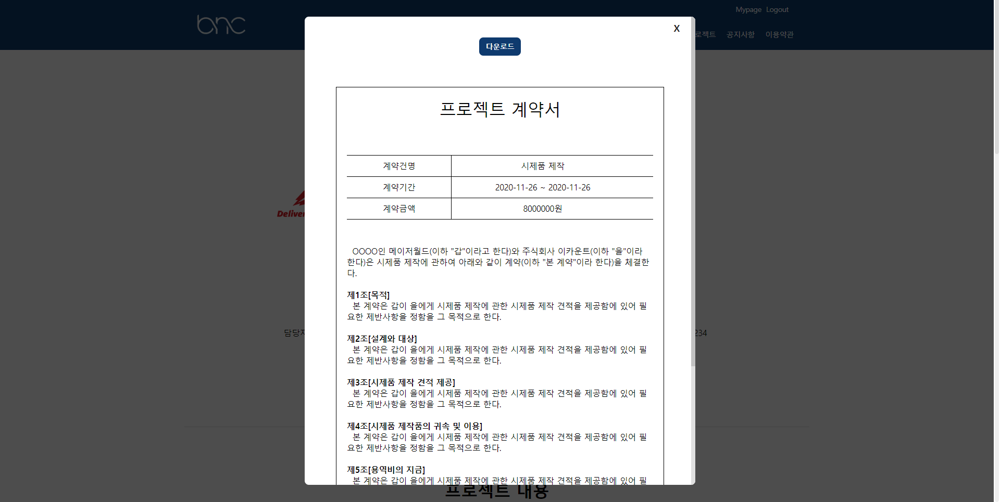 bnc
Mypage Logout
로젝트 공지사항 이용약관
X
다운로드
프로젝트 계약서
계약건명 시제품 제작
계약기간 2020-11-26 ~ 2020-11-26
계약금액 8000000원
OOOO인 메이저월드(이하 "갑"이라고 한다)와 주식회사 이카운트(이하 "을"이라
한다)은 시제품 제작에 관하여 아래와 같이 계약(이하 "본 계약"이라 한다)을 체결한
다.
제1조[목적]
본 계약은 갑이 을에게 시제품 제작에 관한 시제품 제작 견적을 제공함에 있어 필
요한 제반사항을 정함을 그 목적으로 한다.
제2조[설계와 대상]
본 계약은 갑이 을에게 시제품 제작에 관한 시제품 제작 견적을 제공함에 있어 필
요한 제반사항을 정함을 그 목적으로 한다.
제3조[시제품 제작 견적 제공]
본 계약은 갑이 을에게 시제품 제작에 관한 시제품 제작 견적을 제공함에 있어 필
요한 제반사항을 정함을 그 목적으로 한다.
제4조[시제품 제작품의 귀속 및 이용]
본 계약은 갑이 을에게 시제품 제작에 관한 시제품 제작 견적을 제공함에 있어 필
요한 제반사항을 정함을 그 목적으로 한다.
제5조[용역비의 지급]
본 계약은 갑이 을에게 시제품 제작에 관한 시제품 제작 견적을 제공함에 있어 필
Deliver
담당자
234
프로젝트 내용